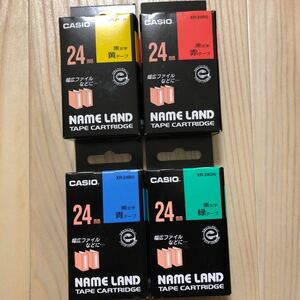 CASIO
24mm
黒文字
黄テープ
幅広ファイル
などに…
NAME LAND
TAPE CARTRIDGE
CASIO
XR-24RD
24mm
黒文字
赤テープ
幅広ファイル
などに…
NAME LAND
TAPE CARTRIDGE
CASIO
XR-24BU
24mm
黒文字
青テープ
幅広ファイル
などに…
NAME LAND
TAPE CARTRIDGE
CASIO
XR-24GN
24mm
黒文字
緑テープ
幅広ファイル
などに…
NAME LAND
TAPE CARTRIDGE